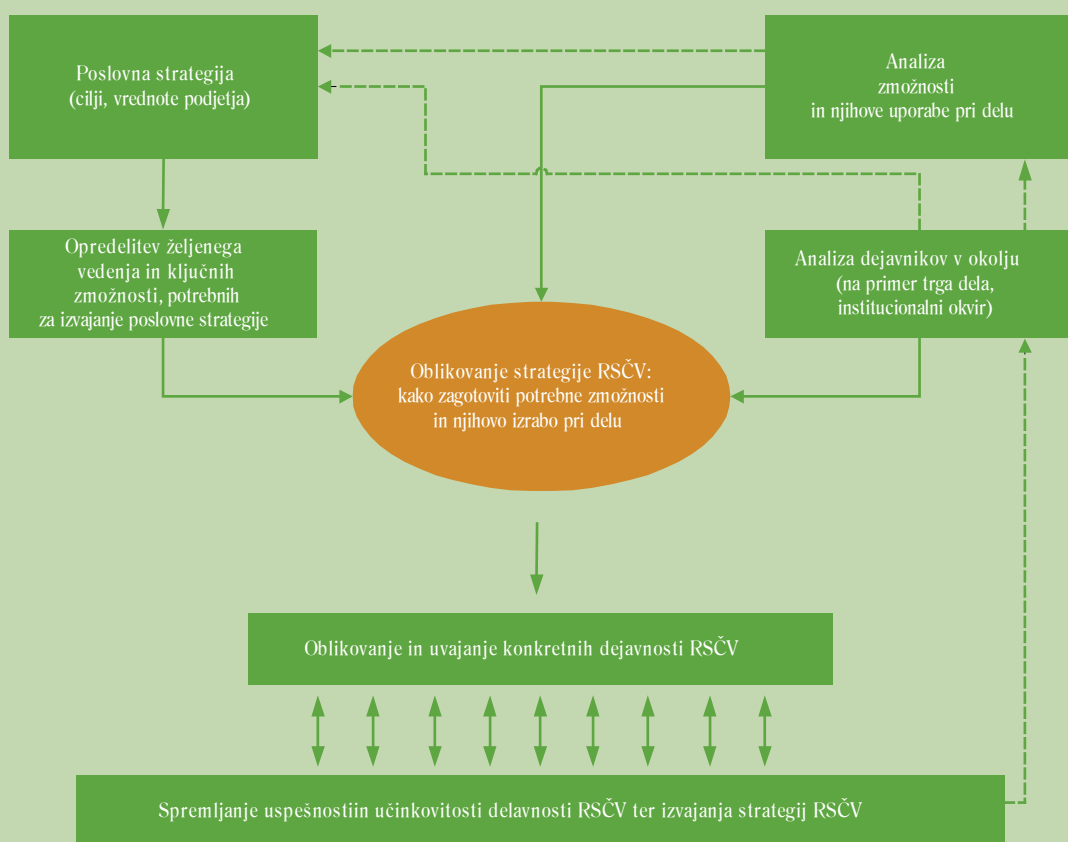 Poslovna strategija
(cilji, vrednote podjetja)
Analiza
zmožnosti
in njihove uporabe pri delu
Opredelitev željenega
vedenja in ključnih
zmožnosti, potrebnih
za izvajanje poslovne strategije
Analiza dejavnikov v okolju
(na primer trga dela,
institucionalni okvir)
Oblikovanje strategije RSČV:
kako zagotoviti potrebne zmožnosti
in njihovo izrabo pri delu
Oblikovanje in uvajanje konkretnih dejavnosti RSČV
Spremljanje uspešnostiin učinkovitosti delavnosti RSČV ter izvajanja strategij RSČV